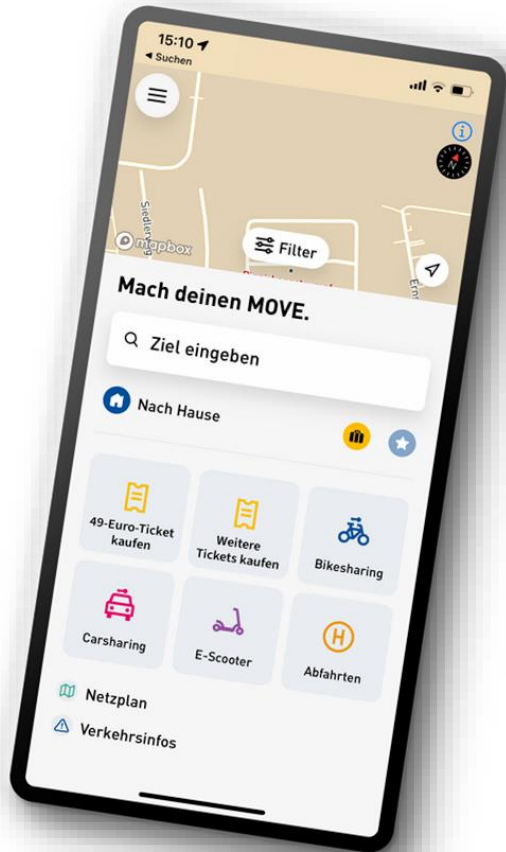 15:10
Suchen
Siedlerweg
mapbox
Filter
Mach deinen MOVE.
Ziel eingeben
Nach Hause
49-Euro-Ticket
kaufen
Weitere
Tickets kaufen
Bikesharing
Carsharing
E-Scooter
H
Abfahrten
Netzplan
Verkehrsinfos